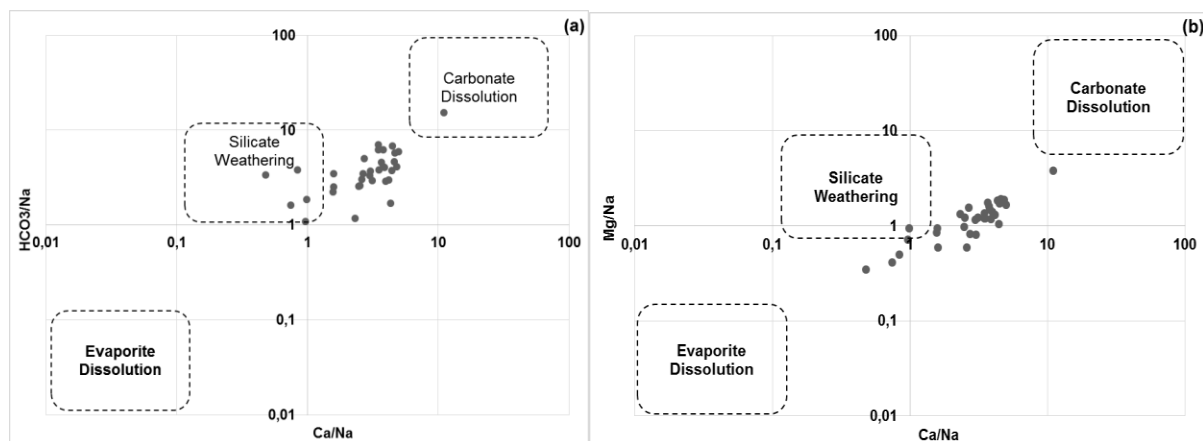 (a)
100
Carbonate
Dissolution
10
Silicate
Weathering
HCO3/Na
1
0,01
0,1
1
10
100
0,1
Evaporite
Dissolution
0,01
Ca/Na
(b)
100
Carbonate
Dissolution
10
Silicate
Weathering
Mg/Na
1
0,01
0,1
1
10
100
0,1
Evaporite
Dissolution
0,01
Ca/Na